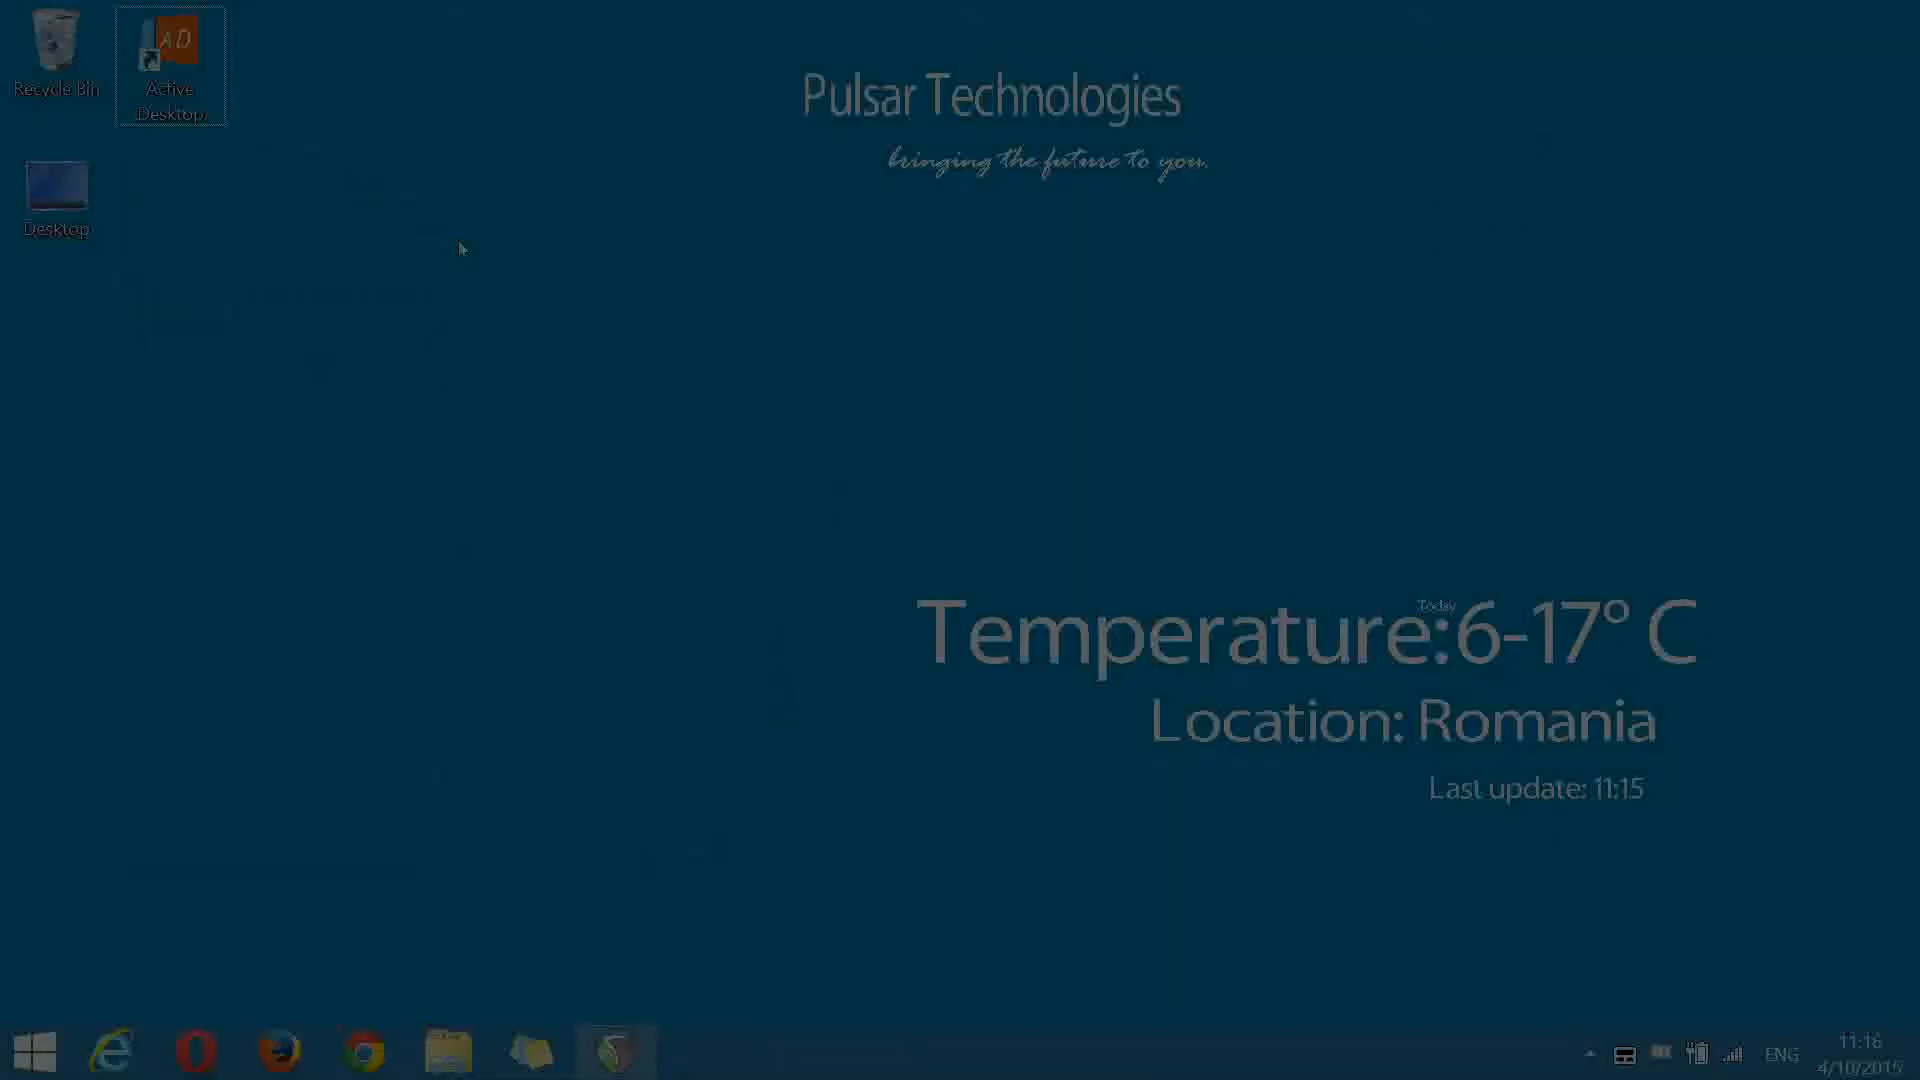 Recycle Bin
AD
Active
Desktop
Desktop
Pulsar Technologies
bringing the future to you.
Today
Temperature:6-17° C
Location: Romania
Last update: 11:15
ENG
11:16
4/10/2015